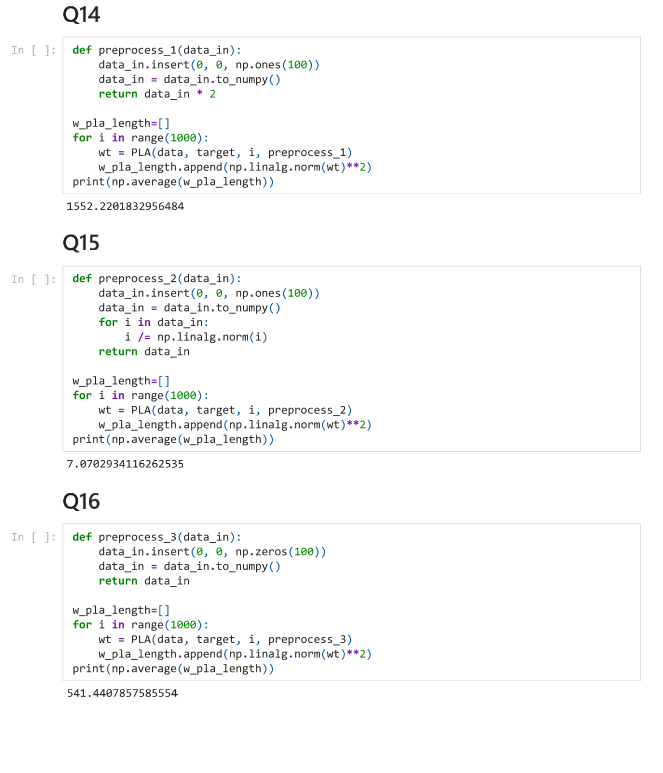 Q14
In [ ]:
def preprocess_1(data_in):
    data_in.insert(0, 0, np.ones(100))
    data_in = data_in.to_numpy()
    return data_in * 2

w_pla_length=[]
for i in range(1000):
    wt = PLA(data, target, i, preprocess_1)
    w_pla_length.append(np.linalg.norm(wt)**2)
print(np.average(w_pla_length))
1552.2201832956484
Q15
In [ ]:
def preprocess_2(data_in):
    data_in.insert(0, 0, np.ones(100))
    data_in = data_in.to_numpy()
    for i in data_in:
        i /= np.linalg.norm(i)
    return data_in

w_pla_length=[]
for i in range(1000):
    wt = PLA(data, target, i, preprocess_2)
    w_pla_length.append(np.linalg.norm(wt)**2)
print(np.average(w_pla_length))
7.0702934116262535
Q16
In [ ]:
def preprocess_3(data_in):
    data_in.insert(0, 0, np.zeros(100))
    data_in = data_in.to_numpy()
    return data_in

w_pla_length=[]
for i in range(1000):
    wt = PLA(data, target, i, preprocess_3)
    w_pla_length.append(np.linalg.norm(wt)**2)
print(np.average(w_pla_length))
541.4407857585554